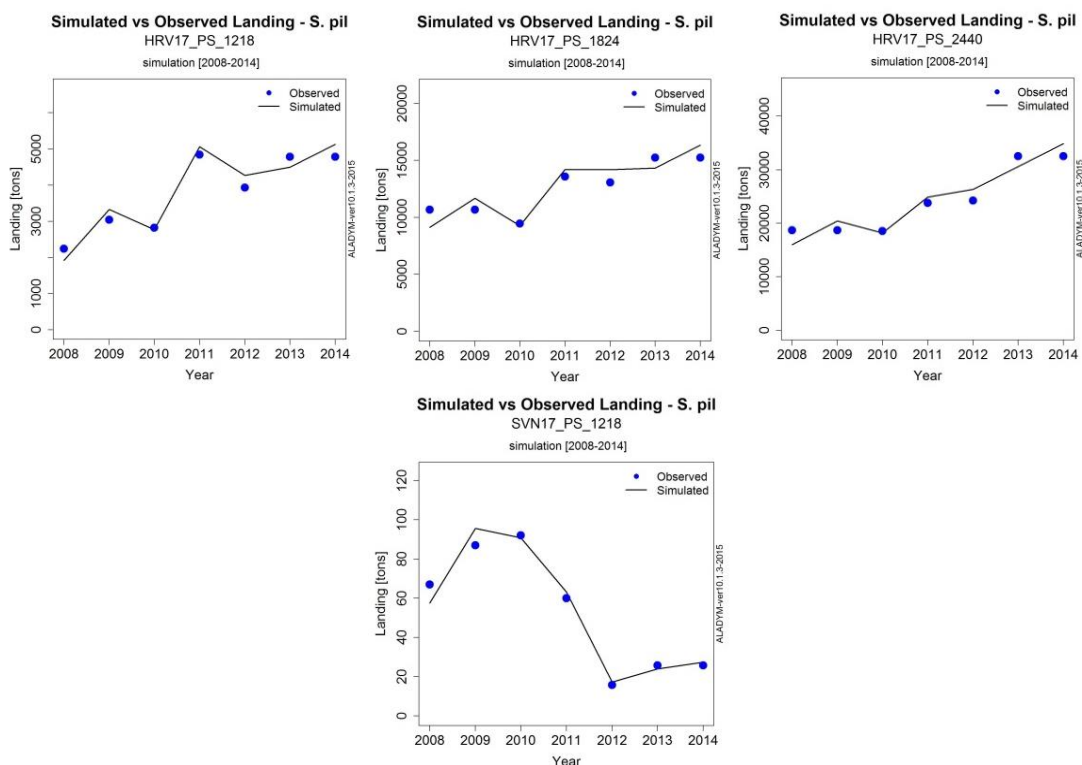 Simulated vs Observed Landing - S. pil
HRV17_PS_1218
simulation [2008-2014]
Observed
Simulated
Landing [tons]
5000
3000
1000
0
2008 2009 2010 2011 2012 2013 2014
Year
ALADYM-ver10.1.3-2015
Simulated vs Observed Landing - S. pil
HRV17_PS_1824
simulation [2008-2014]
Observed
Simulated
Landing [tons]
20000
15000
10000
5000
0
2008 2009 2010 2011 2012 2013 2014
Year
ALADYM-ver10.1.3-2015
Simulated vs Observed Landing - S. pil
HRV17_PS_2440
simulation [2008-2014]
Observed
Simulated
Landing [tons]
40000
30000
20000
10000
0
2008 2009 2010 2011 2012 2013 2014
Year
ALADYM-ver10.1.3-2015
Simulated vs Observed Landing - S. pil
SVN17_PS_1218
simulation [2008-2014]
Observed
Simulated
Landing [tons]
120
100
80
60
40
20
0
2008 2009 2010 2011 2012 2013 2014
Year
ALADYM-ver10.1.3-2015